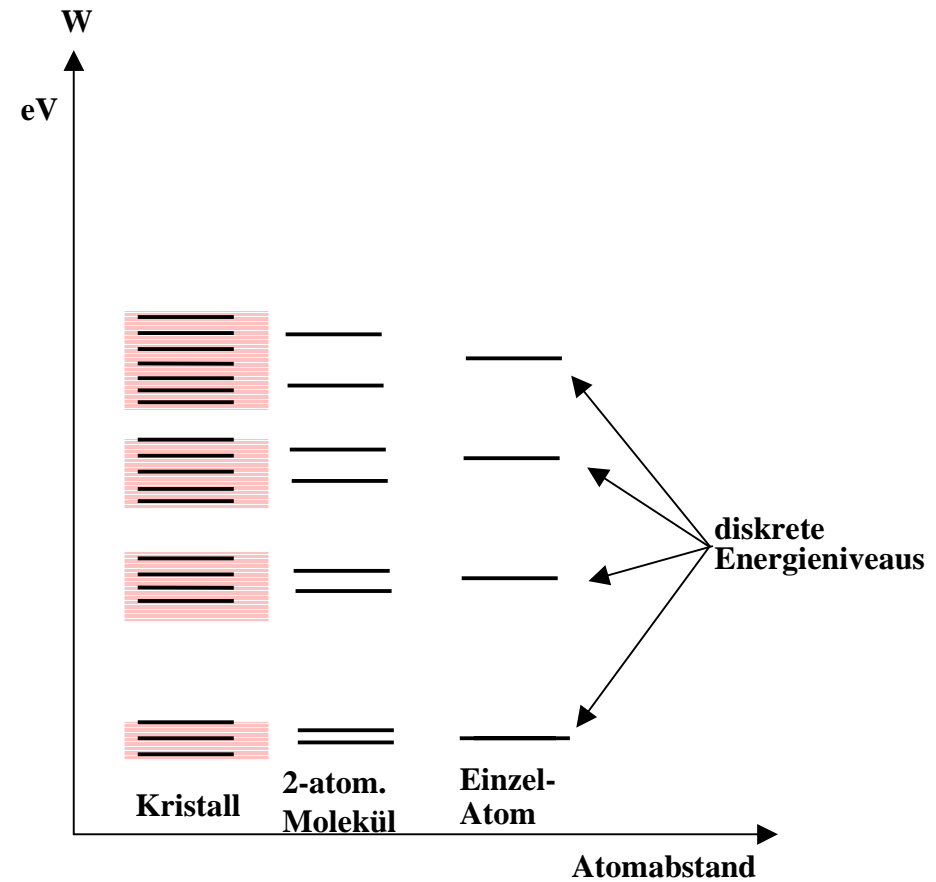 W
eV
diskrete
Energieniveaus
Kristall
2-atom.
Molekül
Einzel-
Atom
Atomabstand